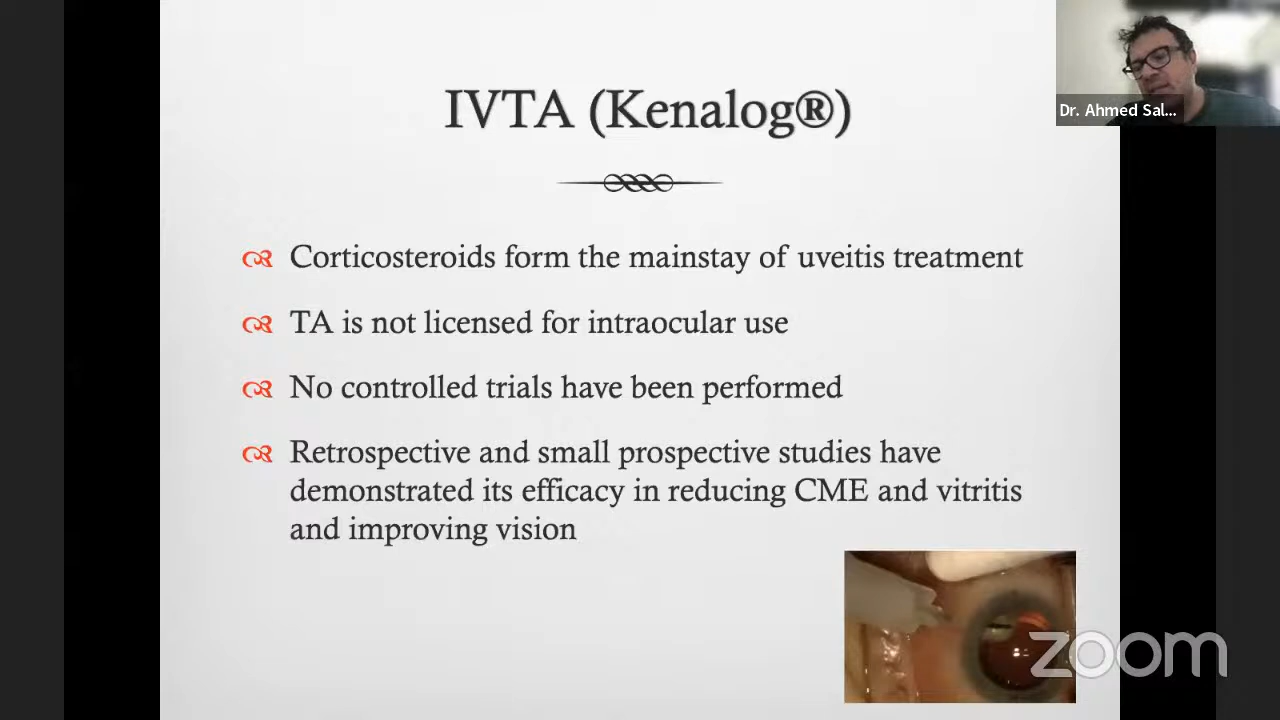 IVTA (Kenalog®)
Dr. Ahmed Sal...
Corticosteroids form the mainstay of uveitis treatment
TA is not licensed for intraocular use
No controlled trials have been performed
Retrospective and small prospective studies have
demonstrated its efficacy in reducing CME and vitritis
and improving vision
zoom